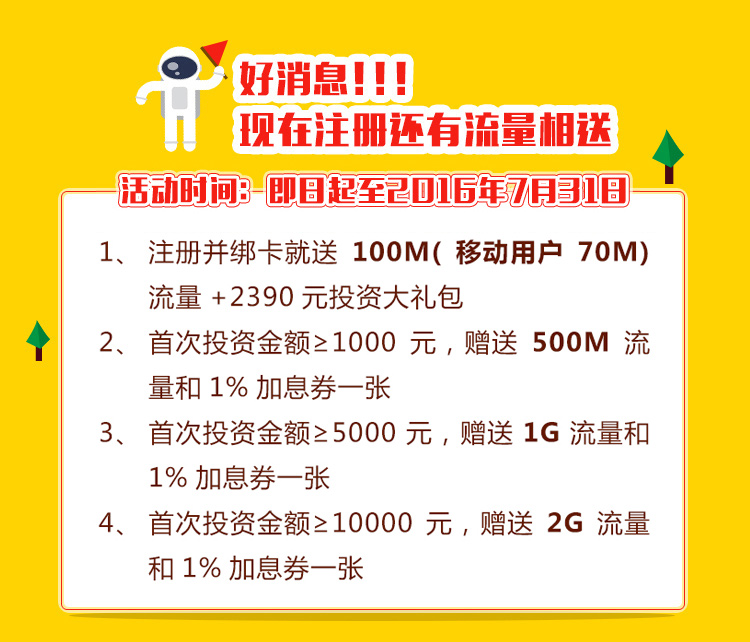 好消息!!!
现在注册还有流量相送
活动时间：即日起至2016年7月31日
1、注册并绑卡就送 100M( 移动用户 70M)
流量 +2390 元投资大礼包
2、首次投资金额≥1000 元，赠送 500M 流
量和 1% 加息券一张
3、首次投资金额≥5000 元，赠送 1G 流量和
1% 加息券一张
4、首次投资金额≥10000 元，赠送 2G 流量
和 1% 加息券一张